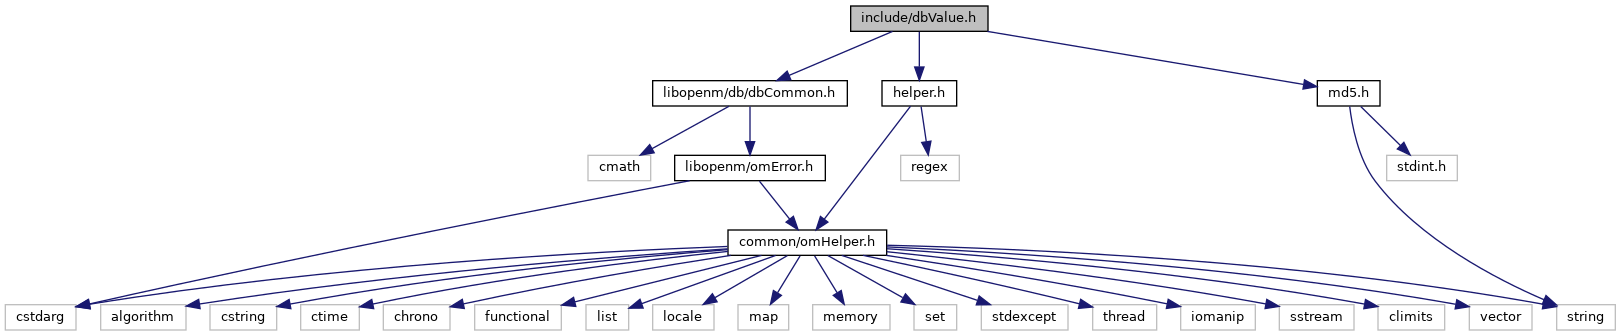 include/dbValue.h
libopenm/db/dbCommon.h
helper.h
md5.h
cmath
libopenm/omError.h
regex
stdint.h
common/omHelper.h
cstdarg
algorithm
cstring
ctime
chrono
functional
list
locale
map
memory
set
stdexcept
thread
iomanip
sstream
climits
vector
string